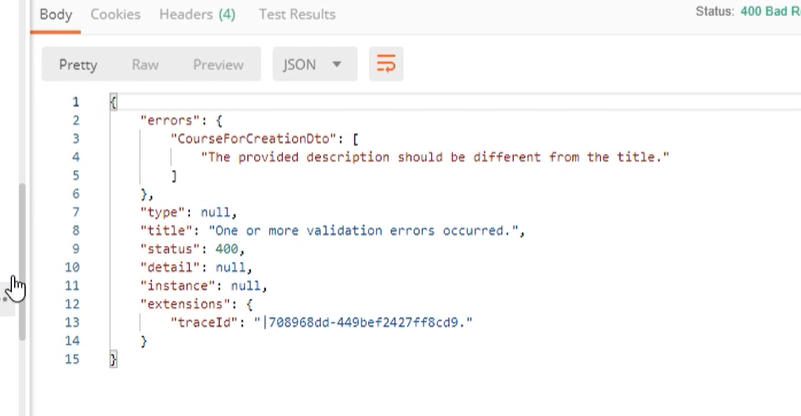 Body Cookies Headers (4) Test Results Status: 400 Bad R
Pretty Raw Preview JSON
1 {
2 "errors": {
3 "CourseForCreationDto": [
4 "The provided description should be different from the title."
5 ]
6 },
7 "type": null,
8 "title": "One or more validation errors occurred.",
9 "status": 400,
10 "detail": null,
11 "instance": null,
12 "extensions": {
13 "traceId": "|708968dd-449bef2427ff8cd9."
14 }
15 }